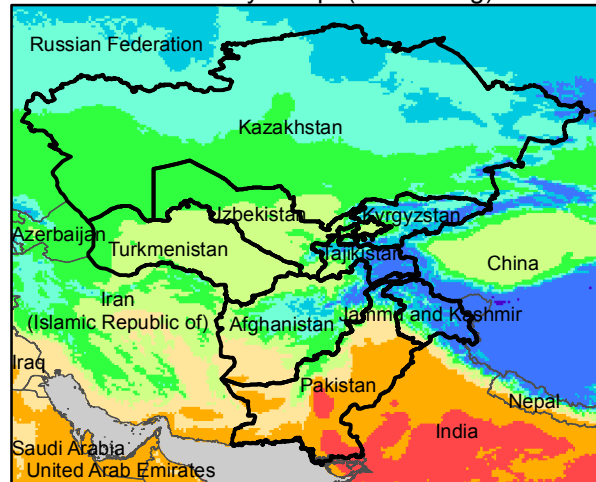 Russian Federation
Kazakhstan
Uzbekistan
Kyrgyzstan
Azerbaijan
Turkmenistan
Tajikistan
China
Iran
(Islamic Republic of)
Afghanistan
Jammu and Kashmir
Iraq
Pakistan
Nepal
India
Saudi Arabia
United Arab Emirates